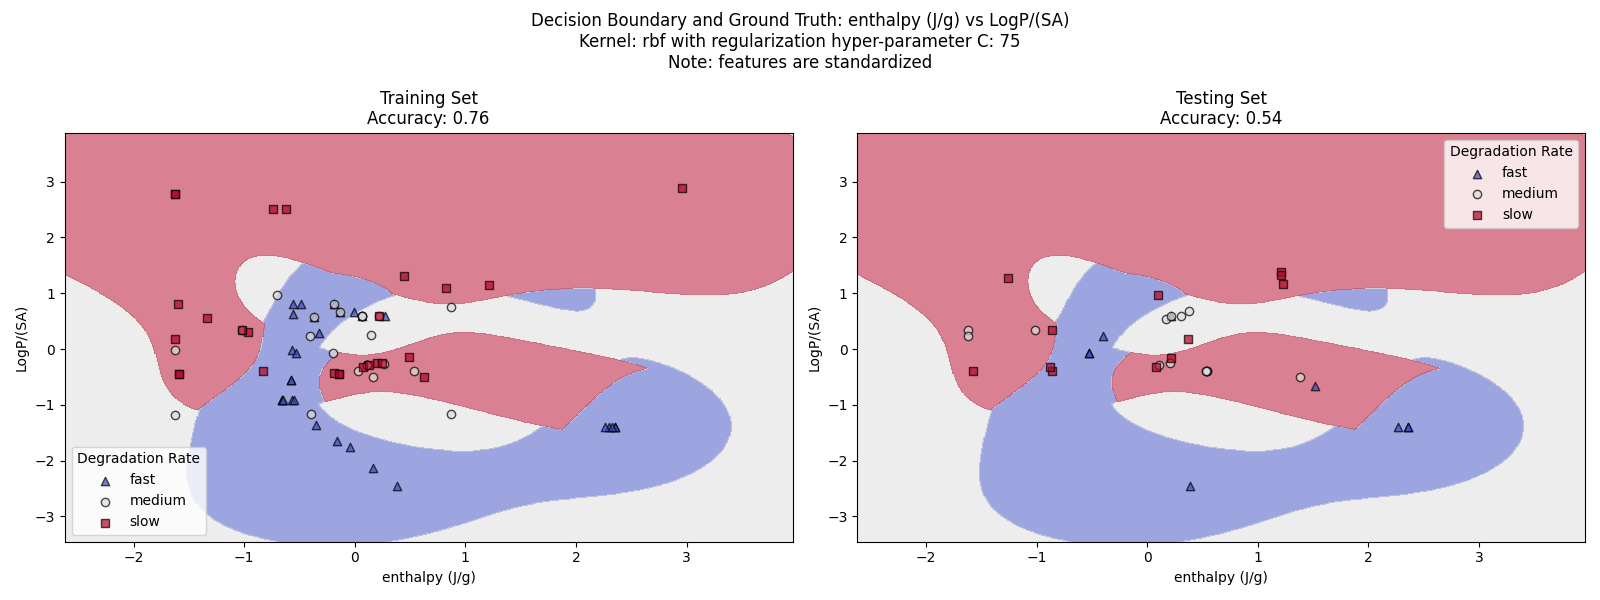 Decision Boundary and Ground Truth: enthalpy (J/g) vs LogP/(SA)
Kernel: rbf with regularization hyper-parameter C: 75
Note: features are standardized
Training Set
Accuracy: 0.76
LogP/(SA)
3
2
1
0
−1
−2
−3
Degradation Rate
fast
medium
slow
−2
−1
0
1
2
3
enthalpy (J/g)
Testing Set
Accuracy: 0.54
LogP/(SA)
3
2
1
0
−1
−2
−3
Degradation Rate
fast
medium
slow
−2
−1
0
1
2
3
enthalpy (J/g)